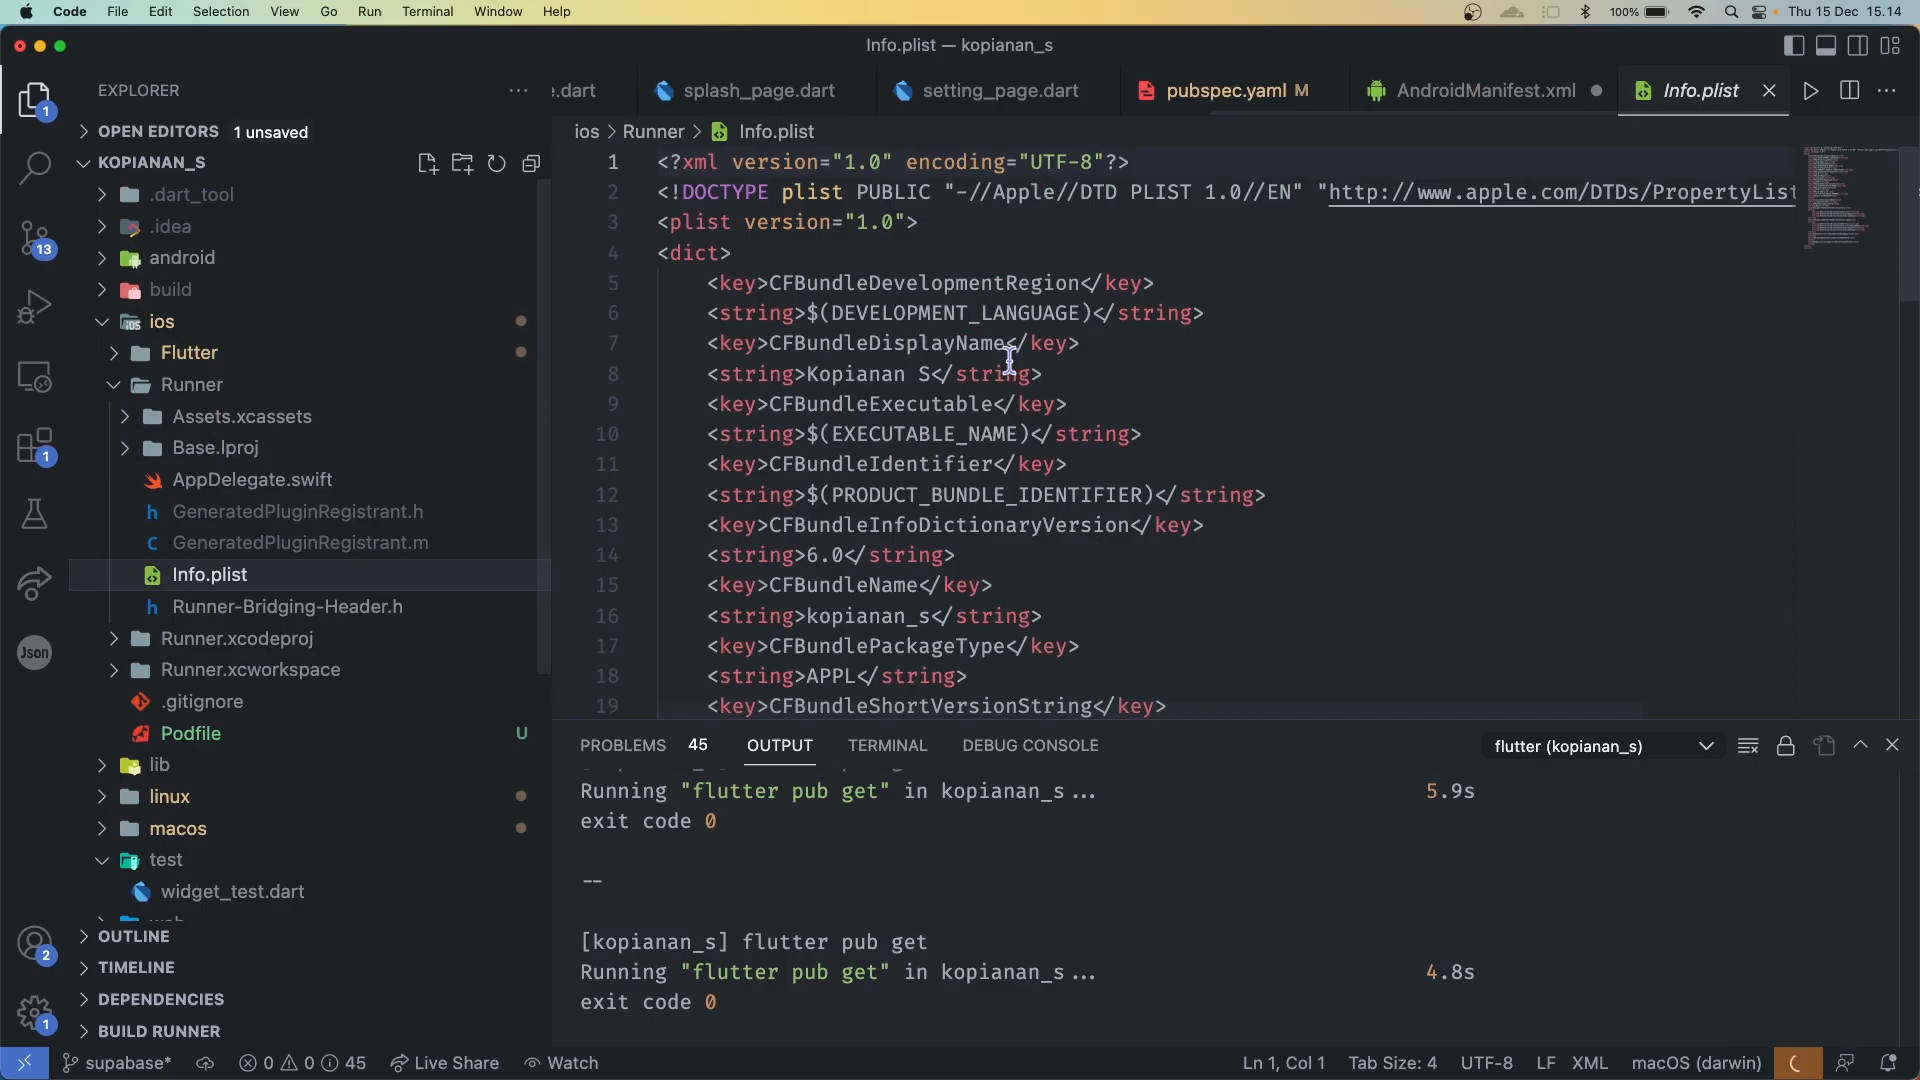 Code File Edit Selection View Go Run Terminal Window Help 100% Thu 15 Dec 15.14
Info.plist — kopianan_s
EXPLORER
OPEN EDITORS 1 unsaved
KOPIANAN_S
.dart_tool
.idea
android
build
ios
Flutter
Runner
Assets.xcassets
Base.lproj
AppDelegate.swift
h GeneratedPluginRegistrant.h
C GeneratedPluginRegistrant.m
Info.plist
h Runner-Bridging-Header.h
Runner.xcodeproj
Runner.xcworkspace
.gitignore
Podfile U
lib
linux
macos
test
widget_test.dart
OUTLINE
TIMELINE
DEPENDENCIES
BUILD RUNNER
1
13
1
Json
2
1
e.dart splash_page.dart setting_page.dart pubspec.yaml M AndroidManifest.xml Info.plist
ios > Runner > Info.plist
1 <?xml version="1.0" encoding="UTF-8"?>
2 <!DOCTYPE plist PUBLIC "-//Apple//DTD PLIST 1.0//EN" "http://www.apple.com/DTDs/PropertyList
3 <plist version="1.0">
4 <dict>
5 <key>CFBundleDevelopmentRegion</key>
6 <string>$(DEVELOPMENT_LANGUAGE)</string>
7 <key>CFBundleDisplayName</key>
8 <string>Kopianan S</string>
9 <key>CFBundleExecutable</key>
10 <string>$(EXECUTABLE_NAME)</string>
11 <key>CFBundleIdentifier</key>
12 <string>$(PRODUCT_BUNDLE_IDENTIFIER)</string>
13 <key>CFBundleInfoDictionaryVersion</key>
14 <string>6.0</string>
15 <key>CFBundleName</key>
16 <string>kopianan_s</string>
17 <key>CFBundlePackageType</key>
18 <string>APPL</string>
19 <key>CFBundleShortVersionString</key>
PROBLEMS 45 OUTPUT TERMINAL DEBUG CONSOLE flutter (kopianan_s)
Running "flutter pub get" in kopianan_s... 5.9s
exit code 0
--
[kopianan_s] flutter pub get
Running "flutter pub get" in kopianan_s... 4.8s
exit code 0
supabase* 0 0 45 Live Share Watch Ln 1, Col 1 Tab Size: 4 UTF-8 LF XML macOS (darwin)